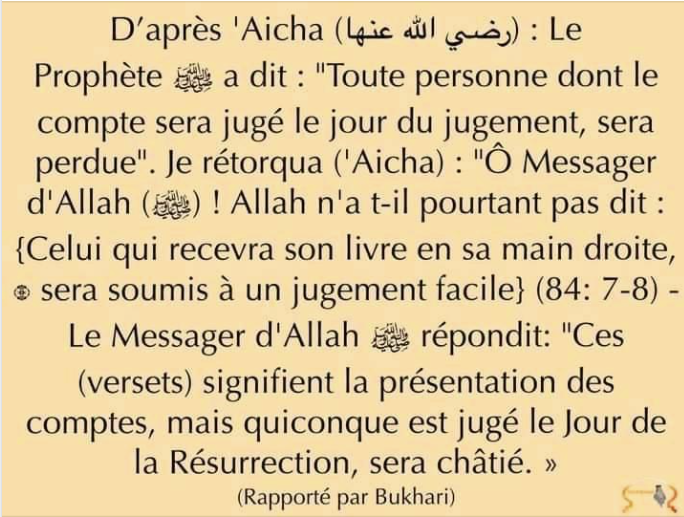 D’après 'Aicha (رضي الله عنها) : Le
Prophète ﷺ a dit : "Toute personne dont le
compte sera jugé le jour du jugement, sera
perdue". Je rétorqua ('Aicha) : "Ô Messager
d'Allah (ﷺ) ! Allah n'a t-il pourtant pas dit :
{Celui qui recevra son livre en sa main droite,
sera soumis à un jugement facile} (84: 7-8) -
Le Messager d'Allah ﷺ répondit: "Ces
(versets) signifient la présentation des
comptes, mais quiconque est jugé le Jour de
la Résurrection, sera châtié. »
(Rapporté par Bukhari)